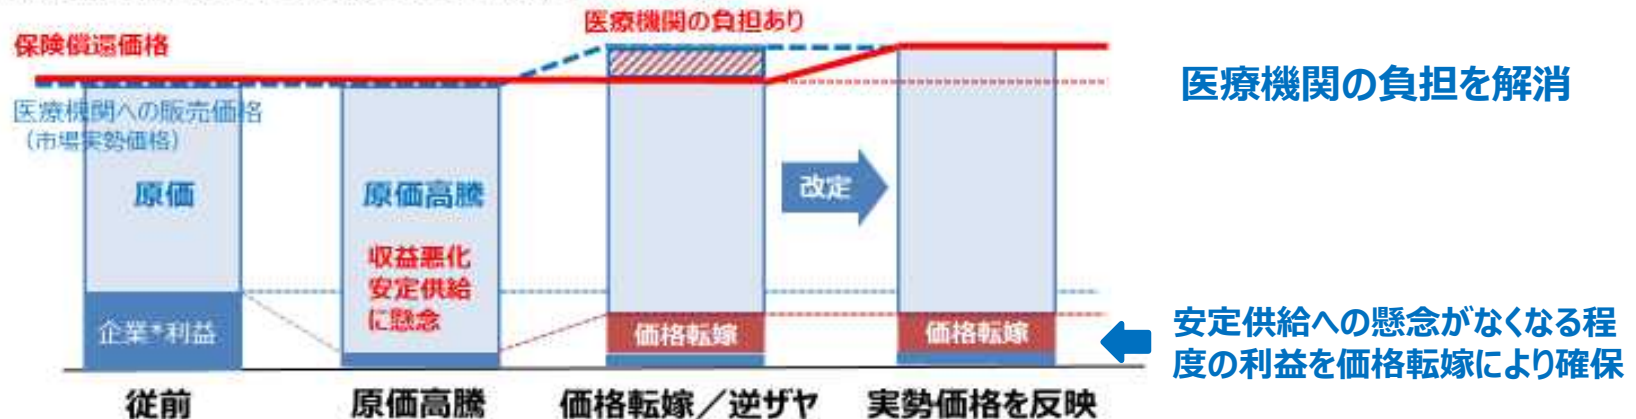 医療機関の負担あり
保険償還価格
医療機関への販売価格
（市場実勢価格）
医療機関の負担を解消
原価
原価高騰
改定
収益悪化
安定供給
に懸念
企業*利益
価格転嫁
価格転嫁
安定供給への懸念がなくなる程
度の利益を価格転嫁により確保
従前
原価高騰
価格転嫁／逆ザヤ
実勢価格を反映